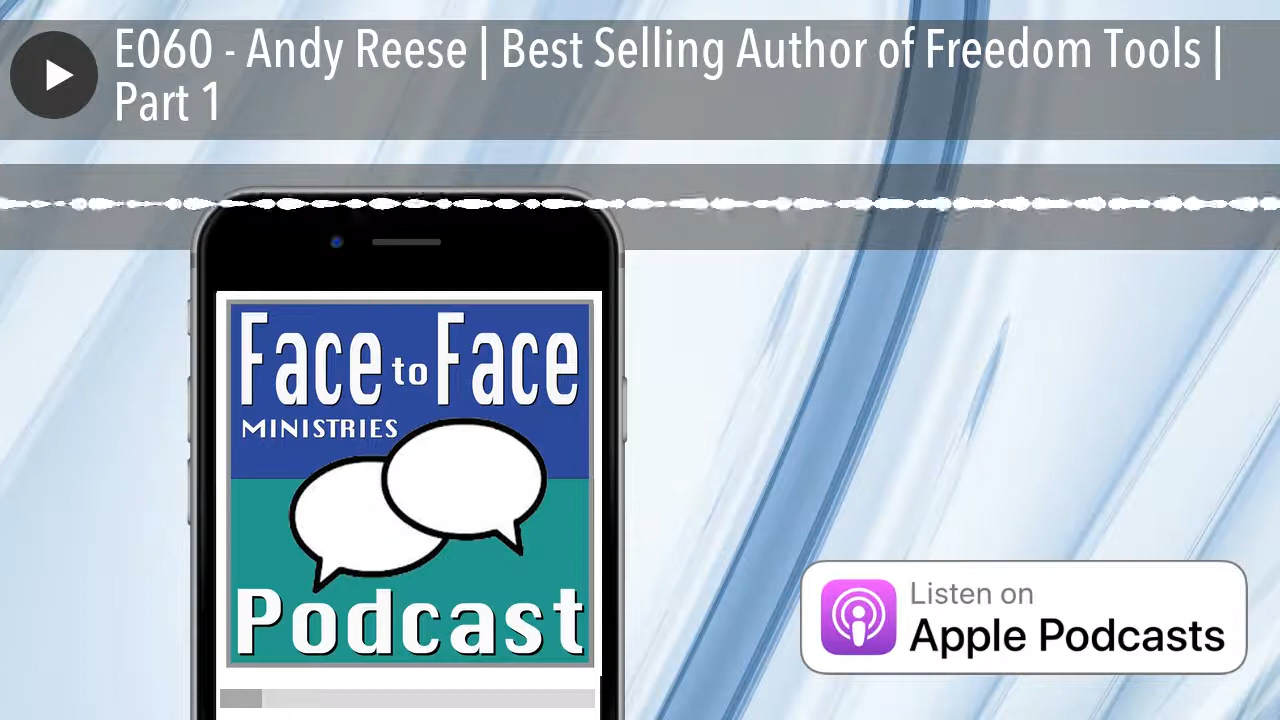 E060 - Andy Reese | Best Selling Author of Freedom Tools |
Part 1
Face to Face
MINISTRIES
Podcast
Listen on
Apple Podcasts